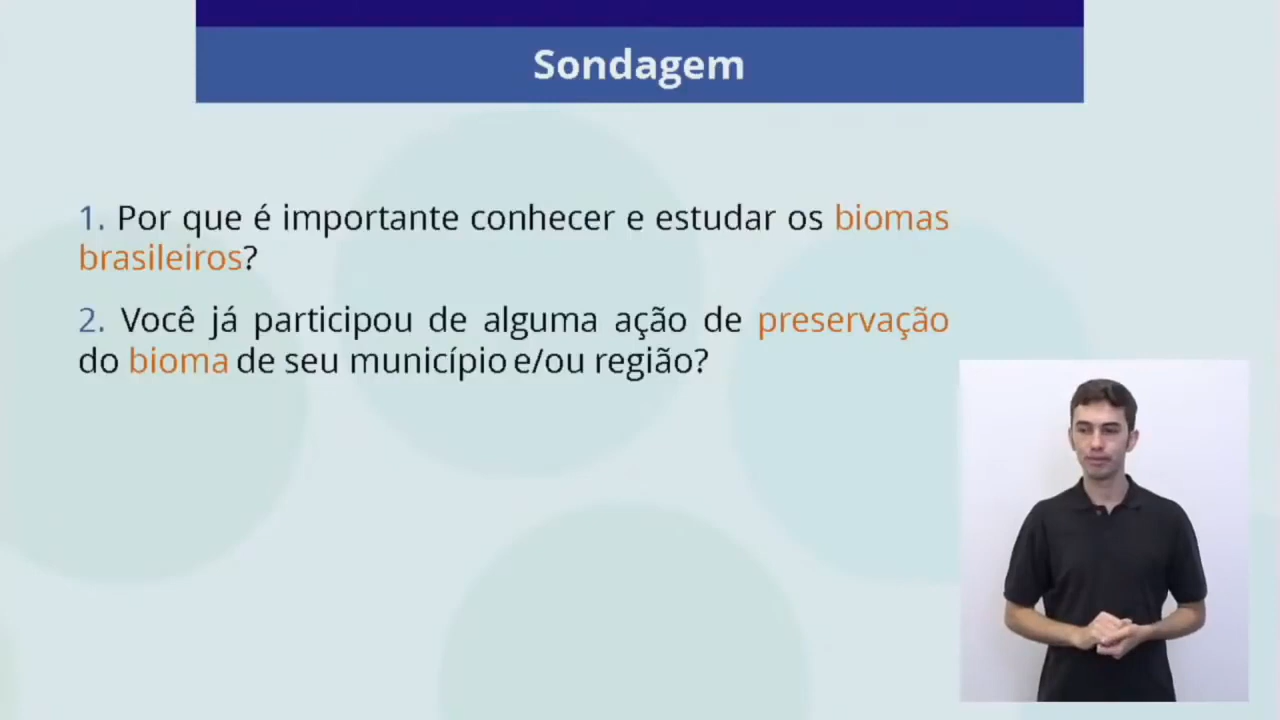 Sondagem
1. Por que é importante conhecer e estudar os biomas
brasileiros?
2. Você já participou de alguma ação de preservação
do bioma de seu município e/ou região?